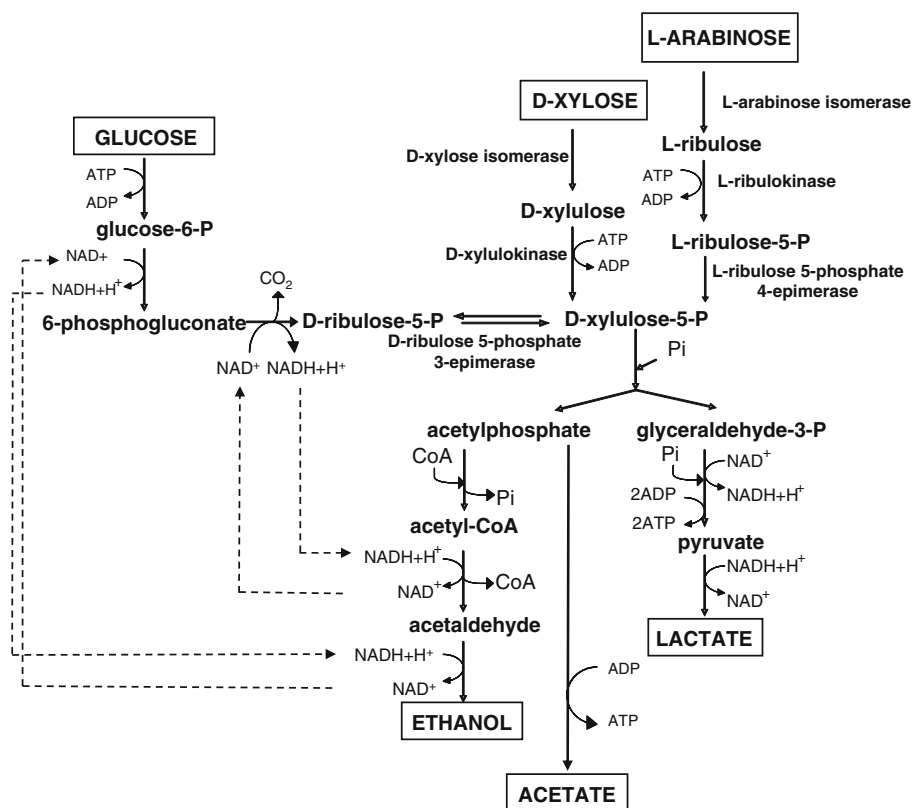 L-ARABINOSE
D-XYLOSE
L-arabinose isomerase
GLUCOSE
L-ribulose
D-xylose isomerase
ATP
ADP
ATP
ADP
L-ribulokinase
glucose-6-P
D-xylulose
L-ribulose-5-P
NAD+
NADH+H+
D-xylulokinase
ATP
ADP
L-ribulose 5-phosphate
4-epimerase
CO2
6-phosphogluconate
D-ribulose-5-P
D-xylulose-5-P
D-ribulose 5-phosphate
3-epimerase
NAD+
NADH+H+
Pi
acetylphosphate
glyceraldehyde-3-P
CoA
Pi
Pi
NAD+
NADH+H+
2ADP
2ATP
acetyl-CoA
pyruvate
NADH+H+
NAD+
CoA
NADH+H+
NAD+
acetaldehyde
LACTATE
NADH+H+
NAD+
ADP
ATP
ETHANOL
ACETATE